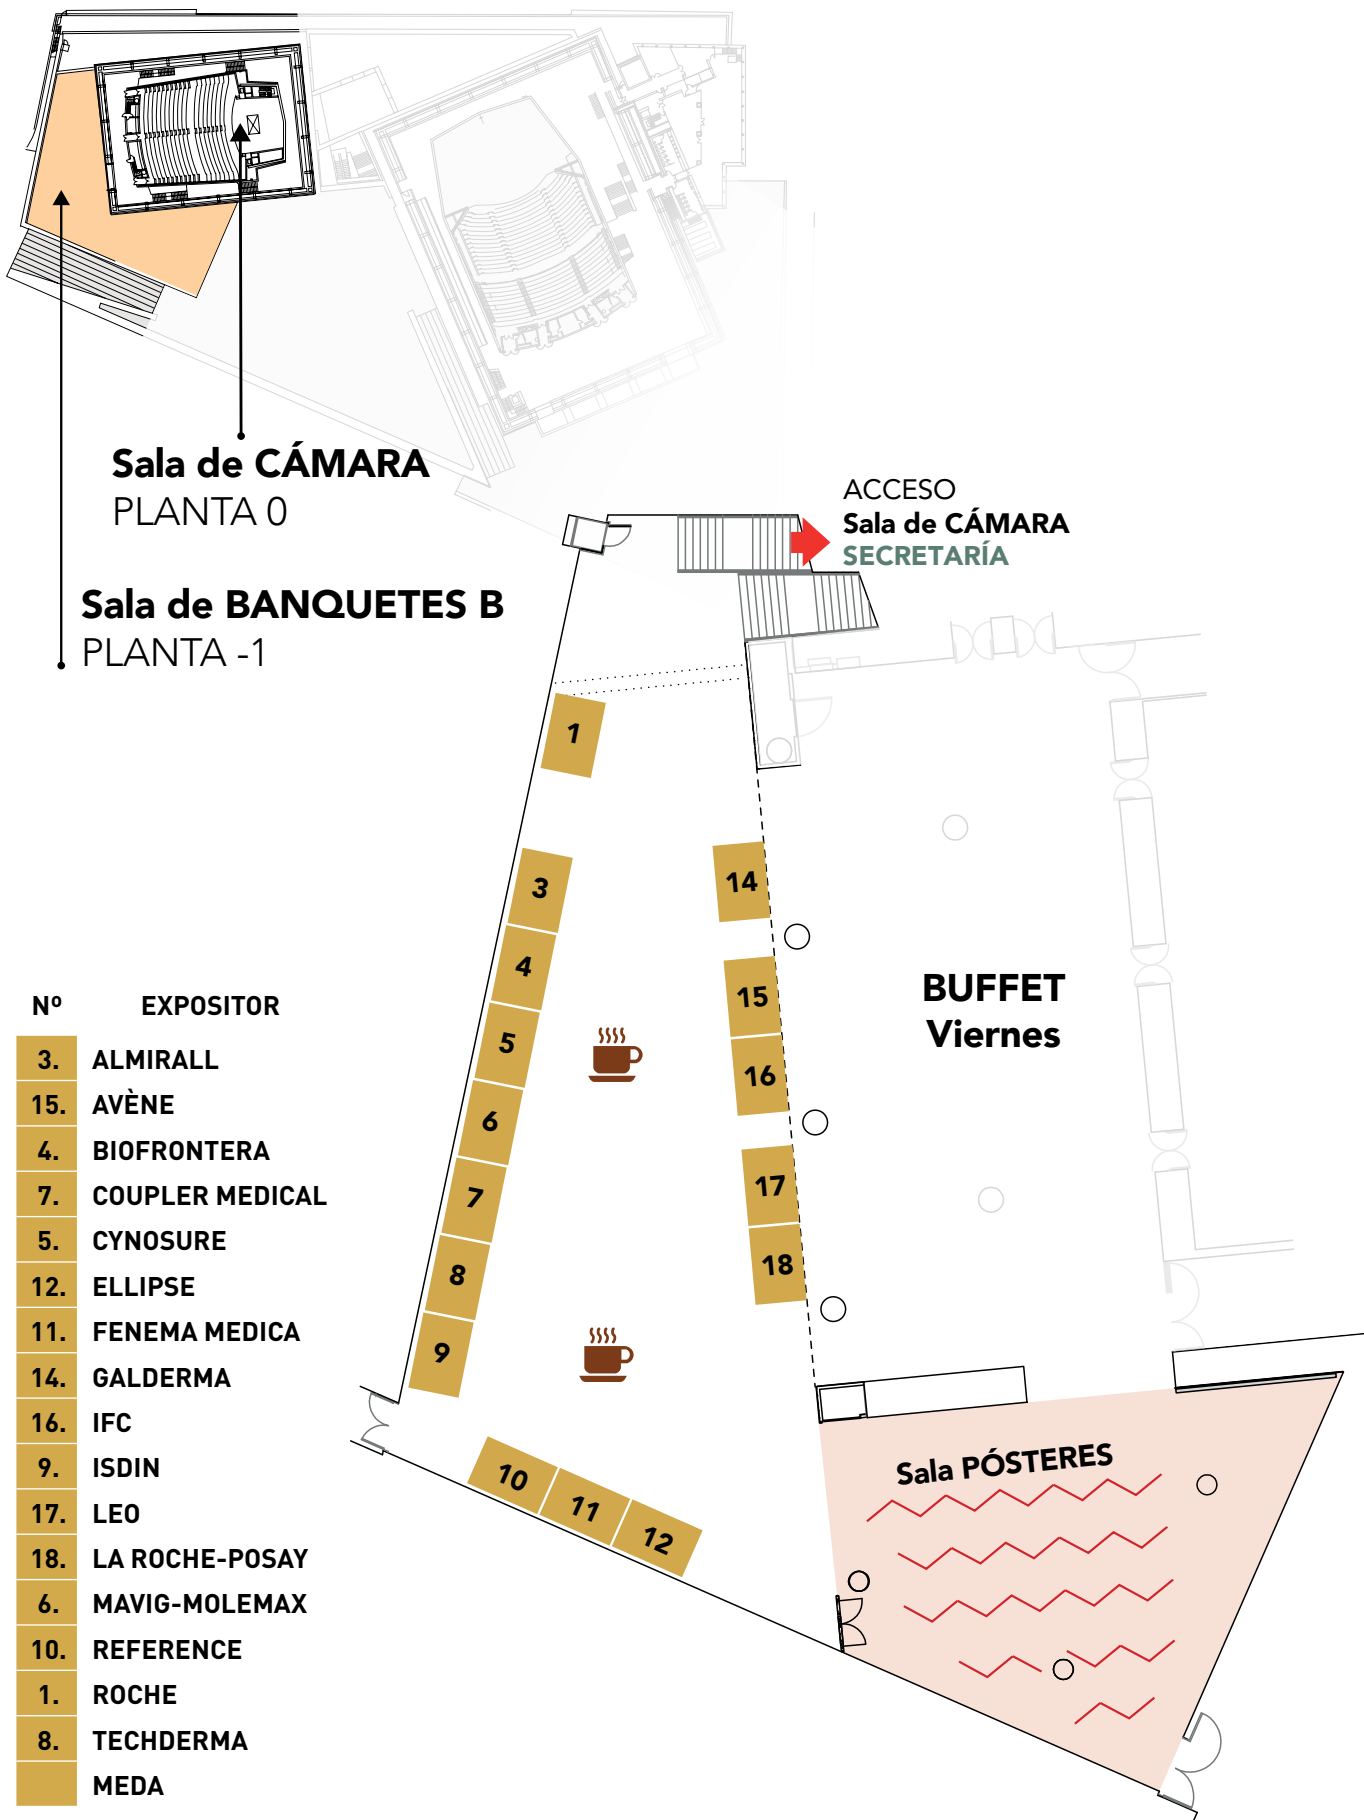 Sala de CÁMARA
PLANTA 0
Sala de BANQUETES B
PLANTA -1
ACCESO
Sala de CÁMARA
SECRETARÍA
1
3
4
5
6
7
8
9
10
11
12
14
15
16
17
18
BUFFET
Viernes
Sala PÓSTERES
Nº EXPOSITOR
3. ALMIRALL
15. AVÈNE
4. BIOFRONTERA
7. COUPLER MEDICAL
5. CYNOSURE
12. ELLIPSE
11. FENEMA MEDICA
14. GALDERMA
16. IFC
9. ISDIN
17. LEO
18. LA ROCHE-POSAY
6. MAVIG-MOLEMAX
10. REFERENCE
1. ROCHE
8. TECHDERMA
MEDA